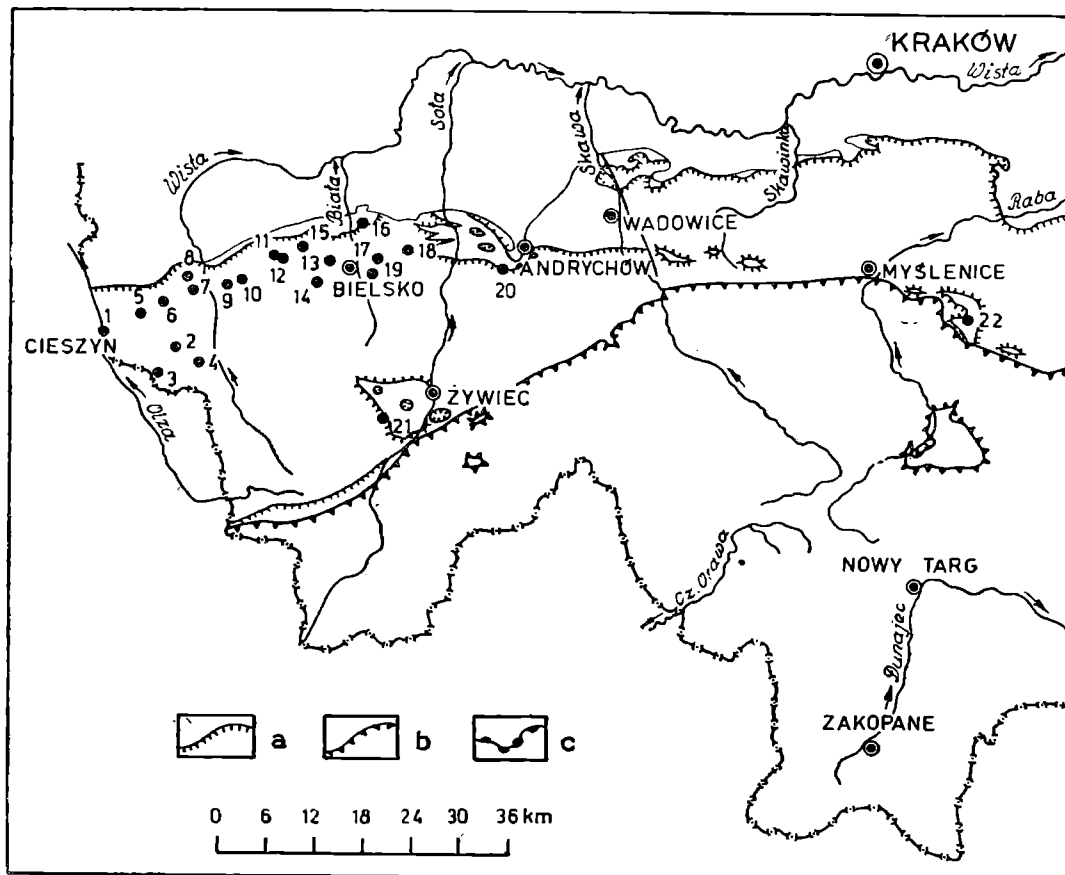 KRAKÓW
Wisła
Soła
Skawa
Skawinka
Wisła
Biała
Raba
WADOWICE
ANDRYCHÓW
MYŚLENICE
BIELSKO
CIESZYN
ŻYWIEC
Olza
1
2
3
4
5
6
7
8
9
10
11
12
13
14
15
16
17
18
19
20
21
22
Cz. Orawa
NOWY TARG
Dunajec
ZAKOPANE
a
b
c
0 6 12 18 24 30 36 km